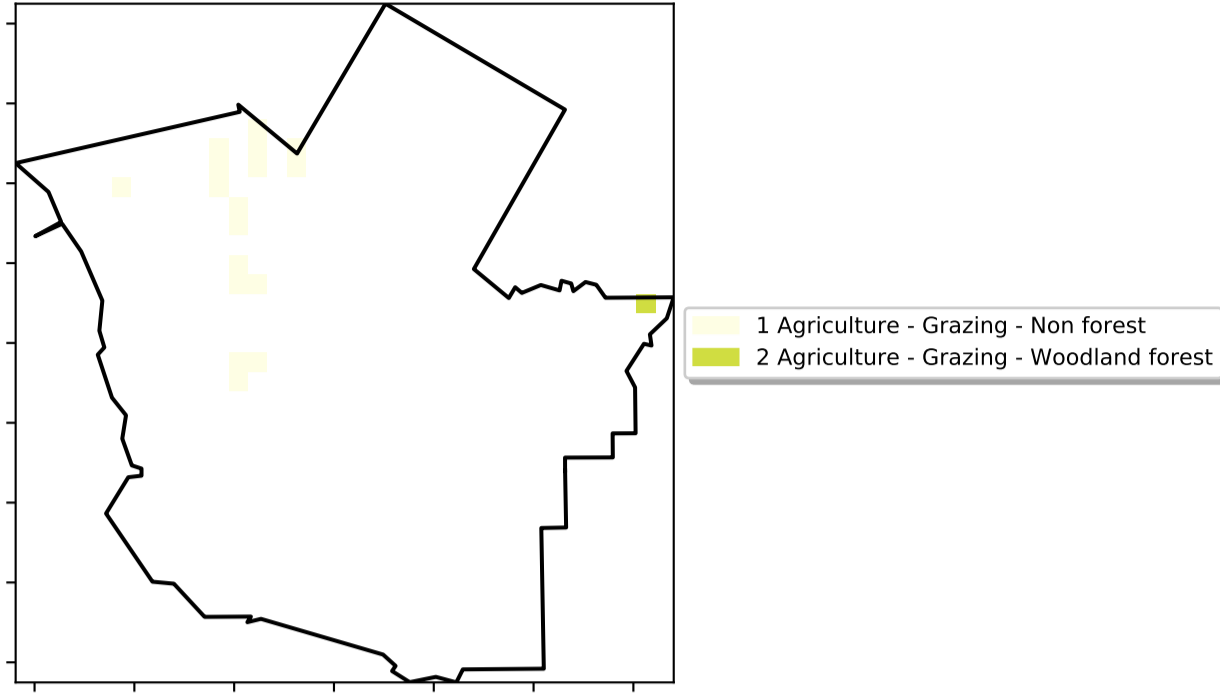 1 Agriculture - Grazing - Non forest
2 Agriculture - Grazing - Woodland forest